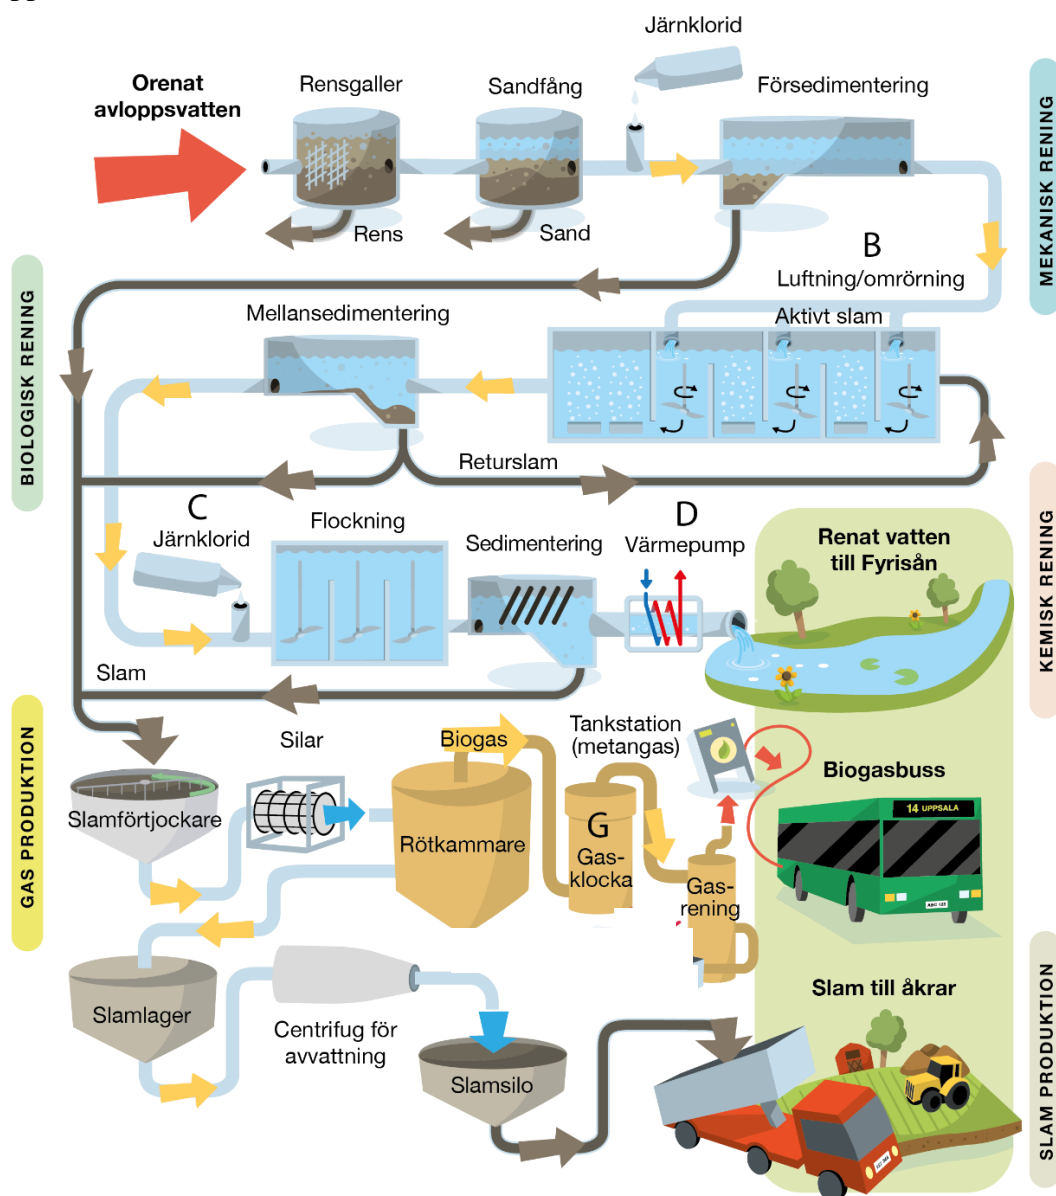 Järnklorid
Orenat
avloppsvatten
Rensgaller
Sandfång
Försedimentering
MEKANISK RENING
Rens
Sand
B
Luftning/omrörning
Aktivt slam
Mellansedimentering
BIOLOGISK RENING
Returslam
C
Järnklorid
Flockning
Sedimentering
D
Värmepump
Renat vatten
till Fyrisån
KEMISK RENING
Slam
GAS PRODUKTION
Silar
Biogas
Tankstation
(metangas)
Biogasbuss
14 UPPSALA
ABC 123
Slamförtjockare
Rötkammare
G
Gas-
klocka
Gas-
rening
Slamlager
Centrifug för
avvattning
Slamsilo
Slam till åkrar
SLAM PRODUKTION